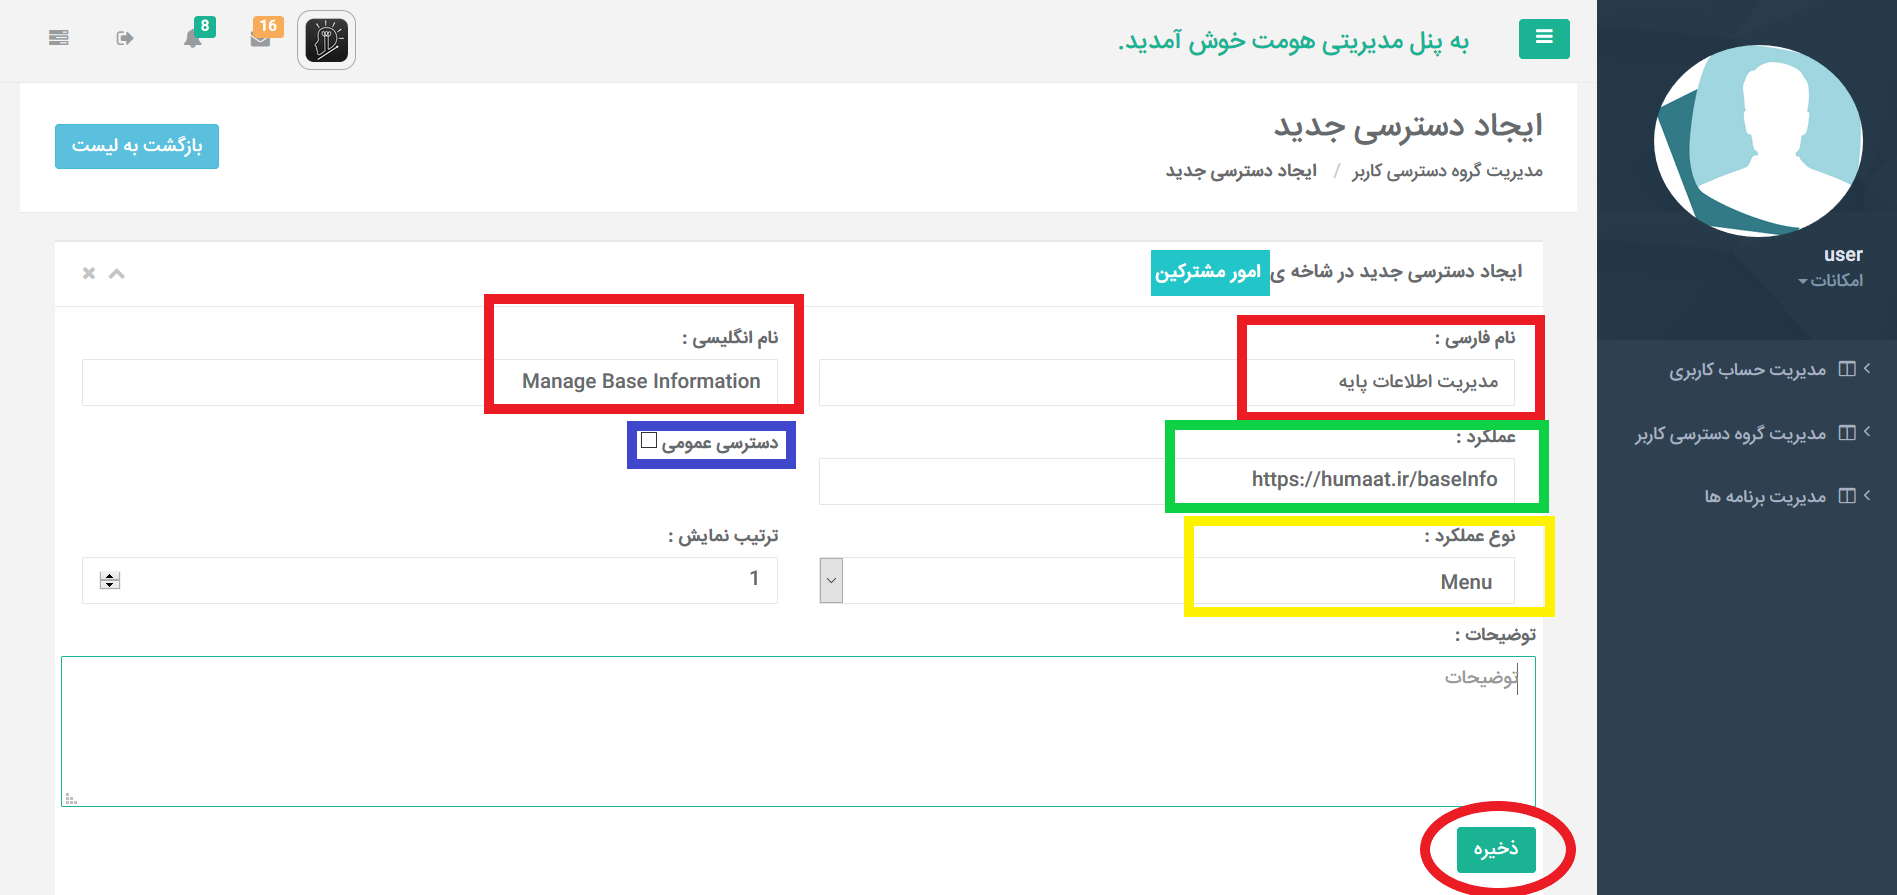 به پنل مدیریتی هومت خوش آمدید.
16
8
user
امکانات
مدیریت حساب کاربری
مدیریت گروه دسترسی کاربر
مدیریت برنامه ها
ایجاد دسترسی جدید
مدیریت گروه دسترسی کاربر / ایجاد دسترسی جدید
بازگشت به لیست
ایجاد دسترسی جدید در شاخه ی امور مشترکین
نام فارسی :
مدیریت اطلاعات پایه
نام انگلیسی :
Manage Base Information
عملکرد :
https://humaat.ir/baseInfo
دسترسی عمومی
نوع عملکرد :
Menu
ترتیب نمایش :
1
توضیحات :
توضیحات
ذخیره